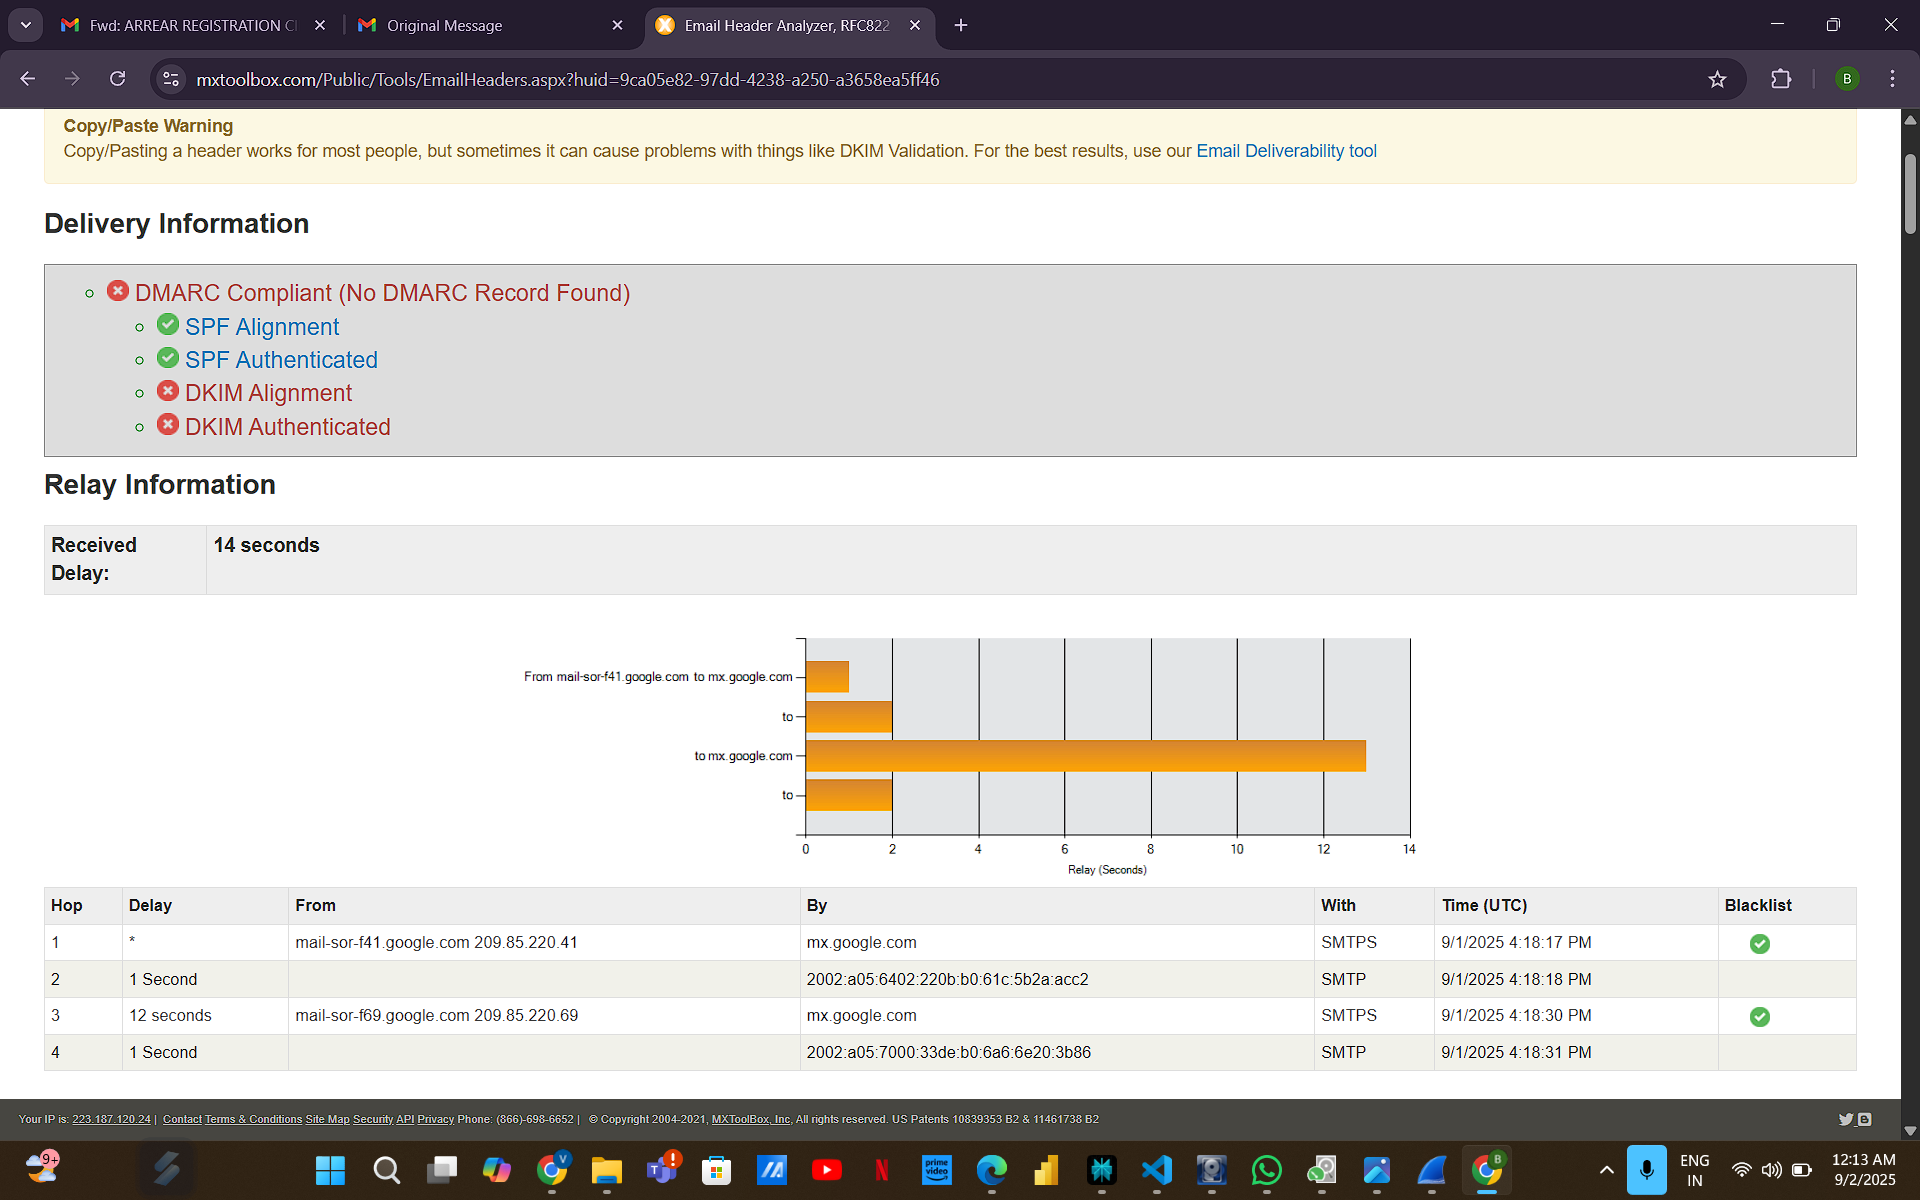 Fwd: ARREAR REGISTRATION C
Original Message
Email Header Analyzer, RFC822
mxtoolbox.com/Public/Tools/EmailHeaders.aspx?huid=9ca05e82-97dd-4238-a250-a3658ea5ff46
B
Copy/Paste Warning
Copy/Pasting a header works for most people, but sometimes it can cause problems with things like DKIM Validation. For the best results, use our Email Deliverability tool
Delivery Information
DMARC Compliant (No DMARC Record Found)
SPF Alignment
SPF Authenticated
DKIM Alignment
DKIM Authenticated
Relay Information
Received Delay: 14 seconds
From mail-sor-f41.google.com to mx.google.com
to
to mx.google.com
to
0 2 4 6 8 10 12 14
Relay (Seconds)
Hop Delay From By With Time (UTC) Blacklist
1 * mail-sor-f41.google.com 209.85.220.41 mx.google.com SMTPS 9/1/2025 4:18:17 PM
2 1 Second 2002:a05:6402:220b:b0:61c:5b2a:acc2 SMTP 9/1/2025 4:18:18 PM
3 12 seconds mail-sor-f69.google.com 209.85.220.69 mx.google.com SMTPS 9/1/2025 4:18:30 PM
4 1 Second 2002:a05:7000:33de:b0:6a6:6e20:3b86 SMTP 9/1/2025 4:18:31 PM
Your IP is: 223.187.120.24 | Contact Terms & Conditions Site Map Security API Privacy Phone: (866)-698-6652 | © Copyright 2004-2021, MXToolBox, Inc, All rights reserved. US Patents 10839353 B2 & 11461738 B2
9+
V
prime video
B
ENG
IN
12:13 AM
9/2/2025